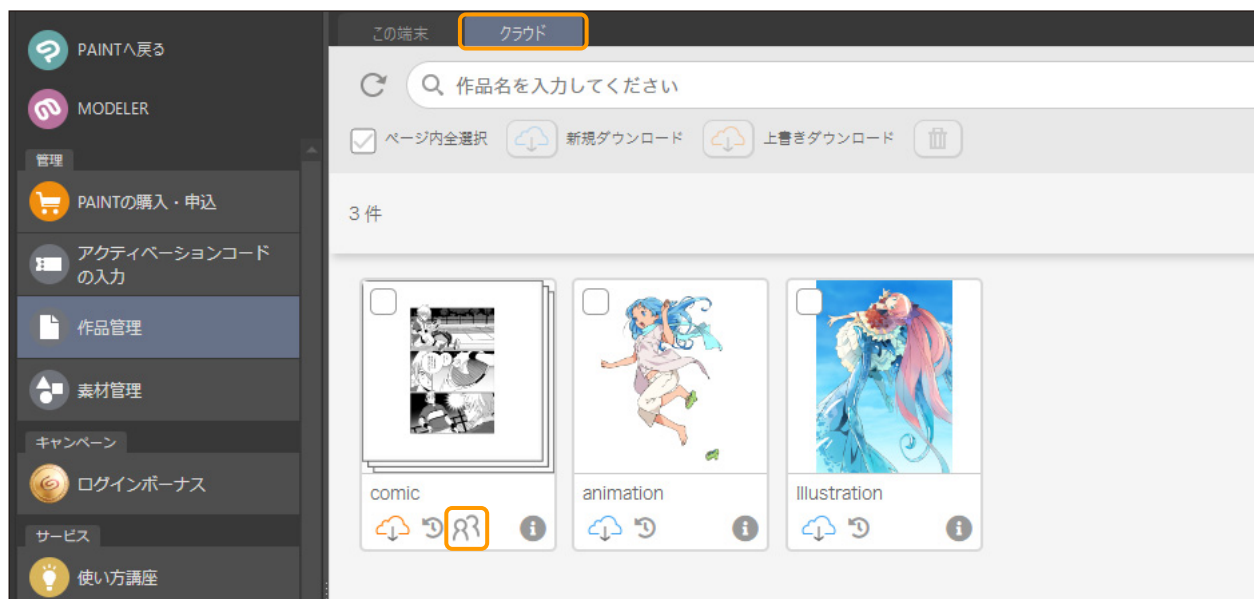 PAINTへ戻る
MODELER
管理
PAINTの購入・申込
アクティベーションコード
の入力
作品管理
素材管理
キャンペーン
ログインボーナス
サービス
使い方講座
この端末
クラウド
作品名を入力してください
ページ内全選択
新規ダウンロード
上書きダウンロード
3 件
comic
animation
Illustration